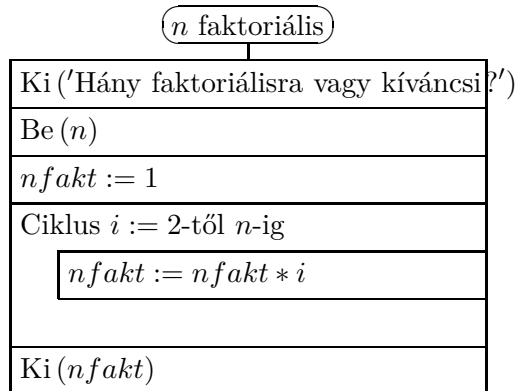 n faktoriális
Ki ('Hány faktoriálisra vagy kíváncsi?')
Be (n)
nfakt := 1
Ciklus i := 2-től n-ig
nfakt := nfakt * i
Ki (nfakt)